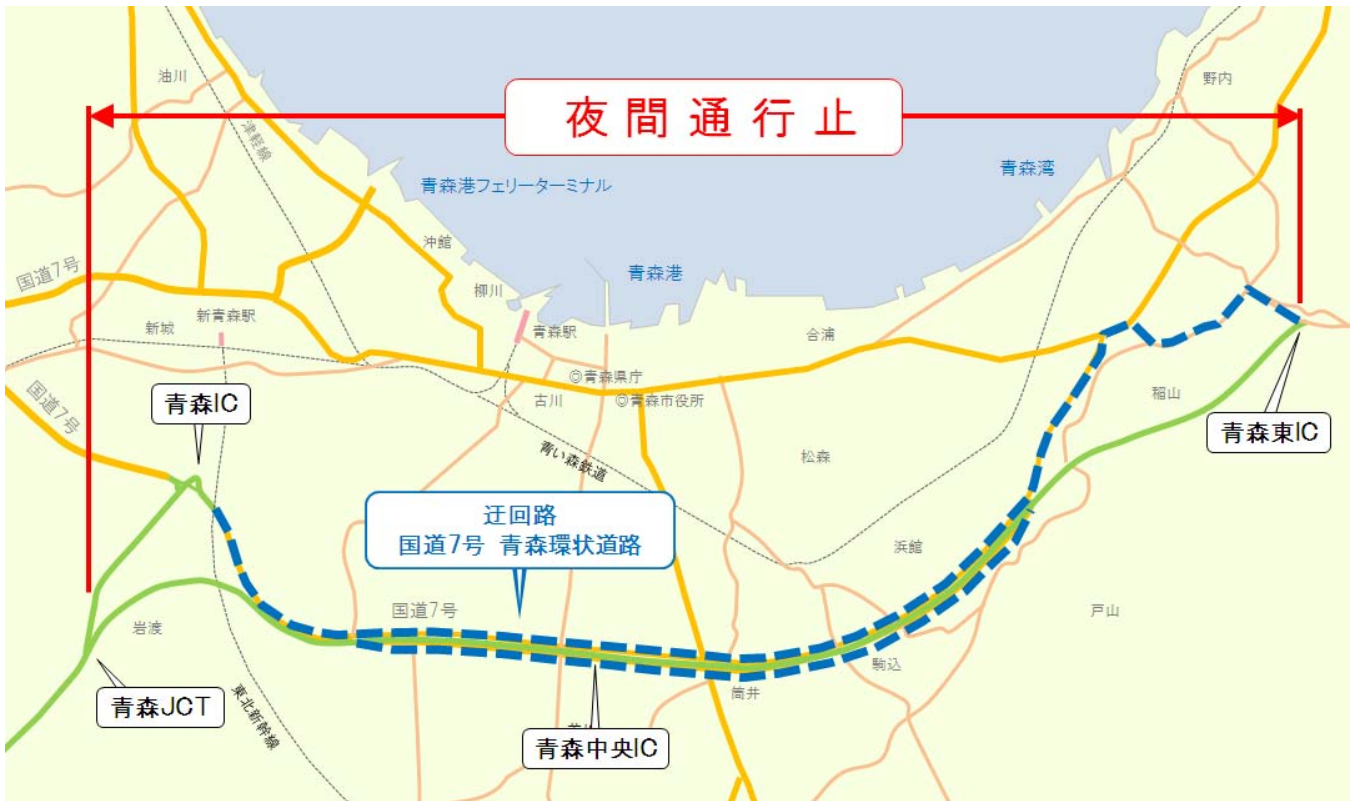 油川
野内
夜間通行止
津軽線
青森湾
青森港フェリーターミナル
沖館
国道7号
青森港
柳川
新城
新青森駅
青森駅
合浦
◎青森県庁
古川
◎青森市役所
稲山
国道7号
青森IC
青森東IC
青い森鉄道
松森
迂回路
国道7号 青森環状道路
浜館
国道7号
戸山
岩渡
駒込
筒井
青森JCT
東北新幹線
青森中央IC